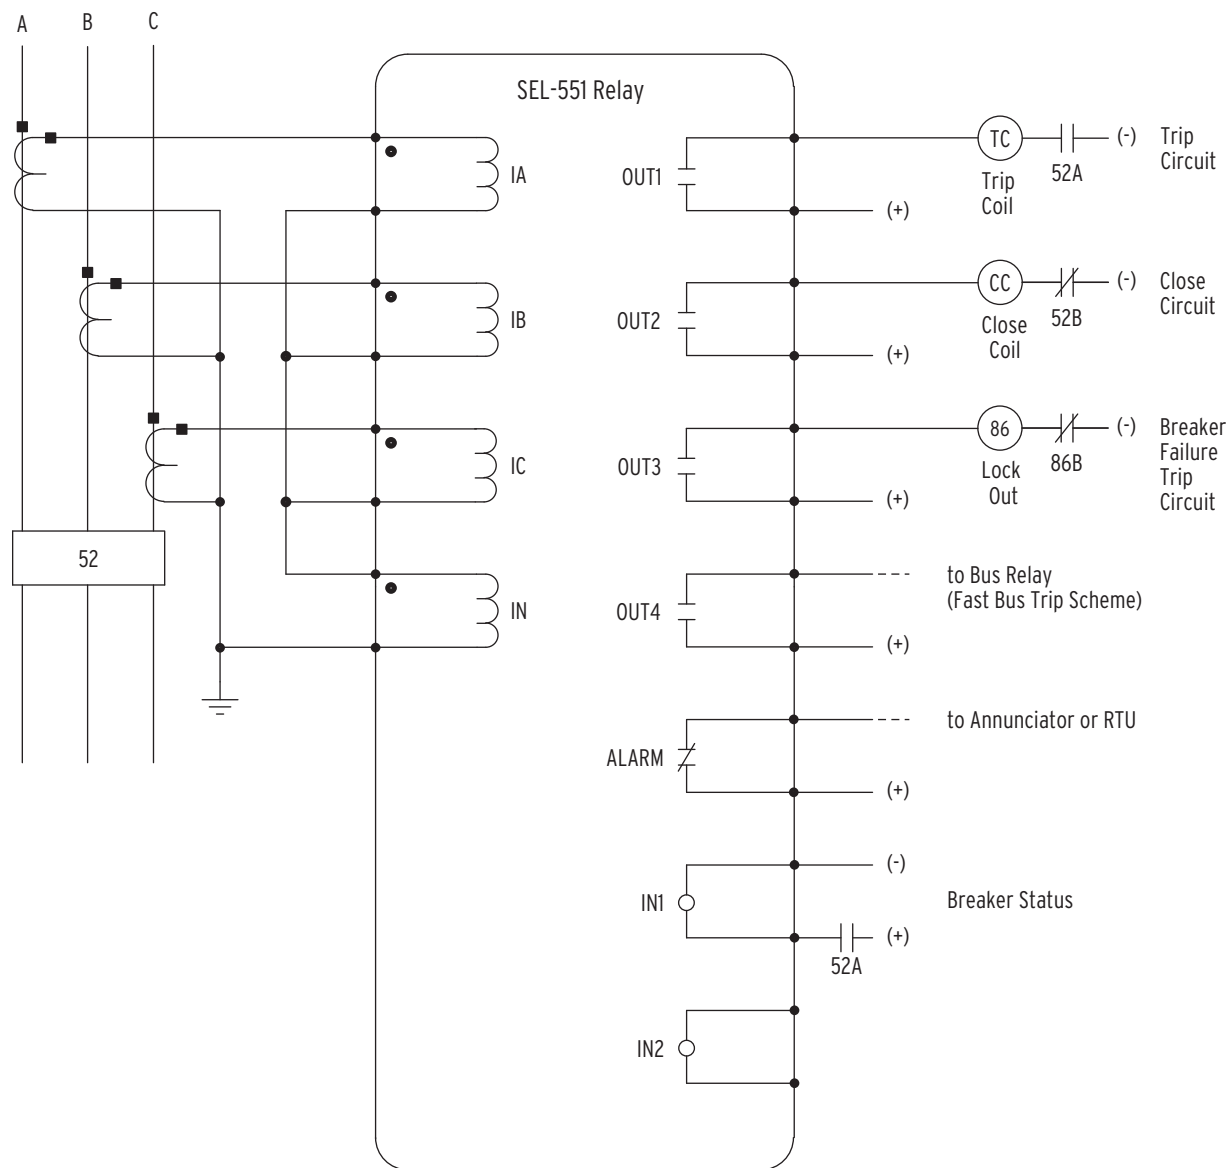 A B C
SEL-551 Relay
IA
IB
IC
IN
52
OUT1
TC
Trip
Coil
52A
(-)
Trip
Circuit
(+)
OUT2
CC
Close
Coil
52B
(-)
Close
Circuit
(+)
OUT3
86
Lock
Out
86B
(-)
Breaker
Failure
Trip
Circuit
(+)
OUT4
to Bus Relay
(Fast Bus Trip Scheme)
(+)
ALARM
to Annunciator or RTU
(+)
IN1
(-)
Breaker Status
52A
(+)
IN2